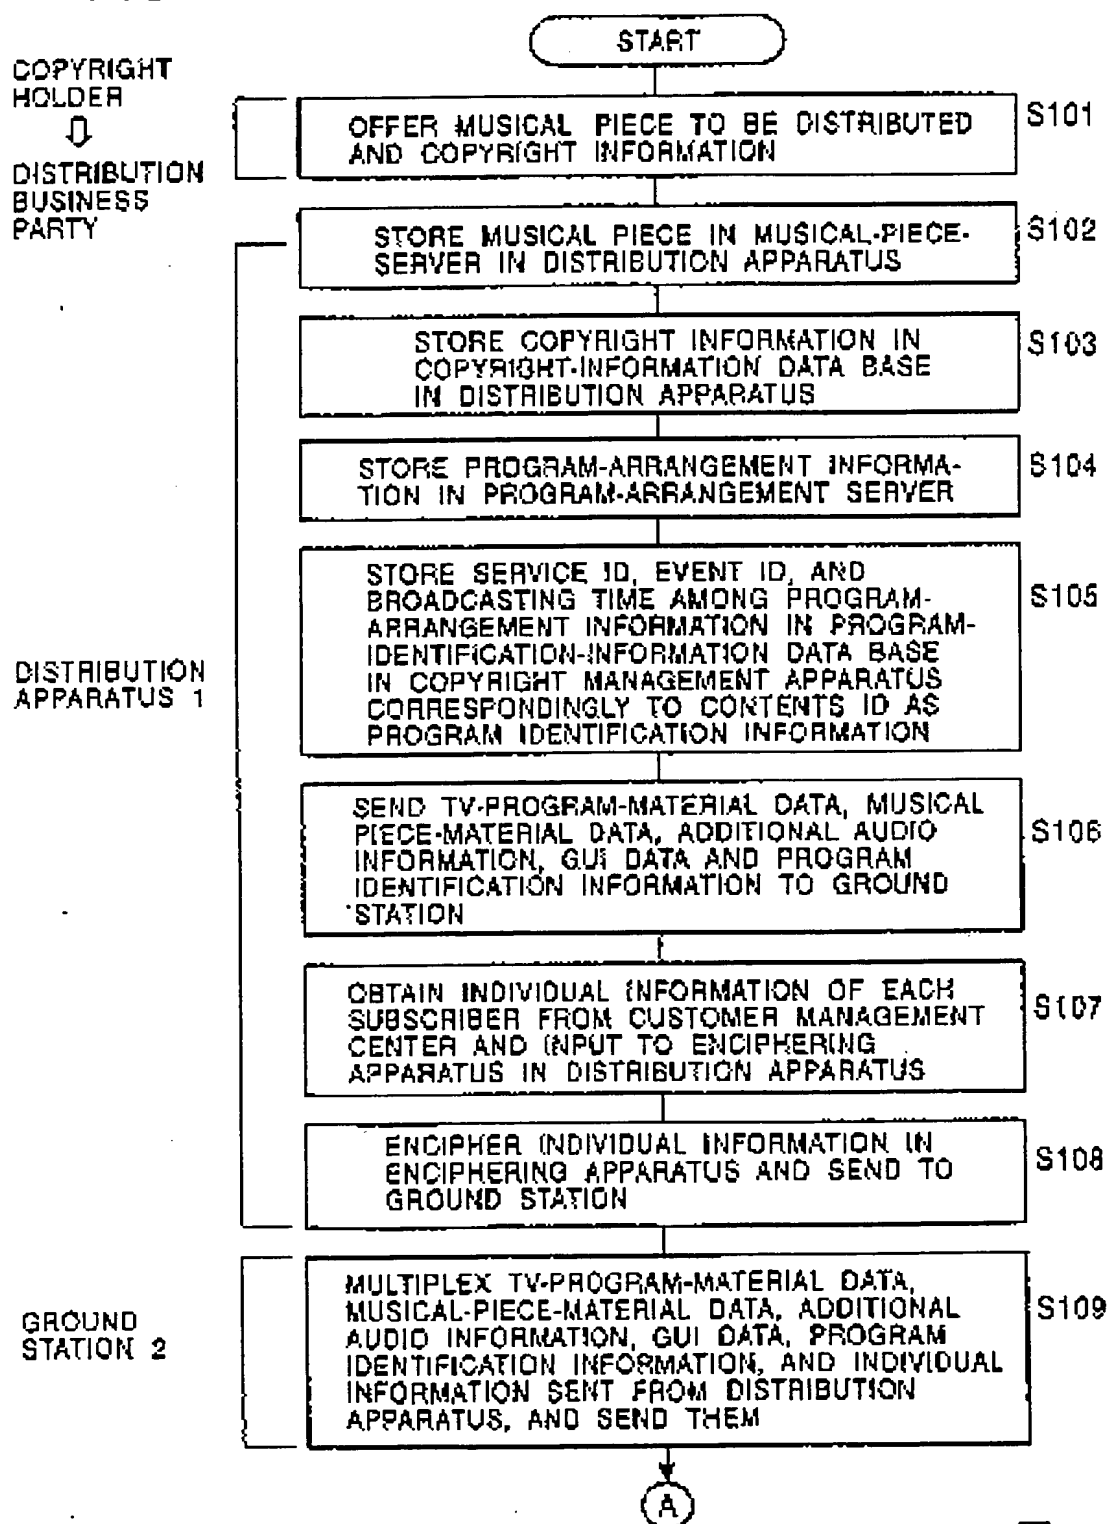 START
COPYRIGHT
HOLDER
DISTRIBUTION
BUSINESS
PARTY
OFFER MUSICAL PIECE TO BE DISTRIBUTED
AND COPYRIGHT INFORMATION
S101
STORE MUSICAL PIECE IN MUSICAL-PIECE-
SERVER IN DISTRIBUTION APPARATUS
S102
STORE COPYRIGHT INFORMATION IN
COPYRIGHT-INFORMATION DATA BASE
IN DISTRIBUTION APPARATUS
S103
STORE PROGRAM-ARRANGEMENT INFORMA-
TION IN PROGRAM-ARRANGEMENT SERVER
S104
STORE SERVICE ID, EVENT ID, AND
BROADCASTING TIME AMONG PROGRAM-
ARRANGEMENT INFORMATION IN PROGRAM-
IDENTIFICATION-INFORMATION DATA BASE
IN COPYRIGHT MANAGEMENT APPARATUS
CORRESPONDINGLY TO CONTENTS ID AS
PROGRAM IDENTIFICATION INFORMATION
S105
DISTRIBUTION
APPARATUS 1
SEND TV-PROGRAM-MATERIAL DATA, MUSICAL
PIECE-MATERIAL DATA, ADDITIONAL AUDIO
INFORMATION, GUI DATA AND PROGRAM
IDENTIFICATION INFORMATION TO GROUND
STATION
S106
OBTAIN INDIVIDUAL INFORMATION OF EACH
SUBSCRIBER FROM CUSTOMER MANAGEMENT
CENTER AND INPUT TO ENCIPHERING
APPARATUS IN DISTRIBUTION APPARATUS
S107
ENCIPHER INDIVIDUAL INFORMATION IN
ENCIPHERING APPARATUS AND SEND TO
GROUND STATION
S108
GROUND
STATION 2
MULTIPLEX TV-PROGRAM-MATERIAL DATA,
MUSICAL-PIECE-MATERIAL DATA, ADDITIONAL
AUDIO INFORMATION, GUI DATA, PROGRAM
IDENTIFICATION INFORMATION, AND INDIVIDUAL
INFORMATION SENT FROM DISTRIBUTION
APPARATUS, AND SEND THEM
S109
A